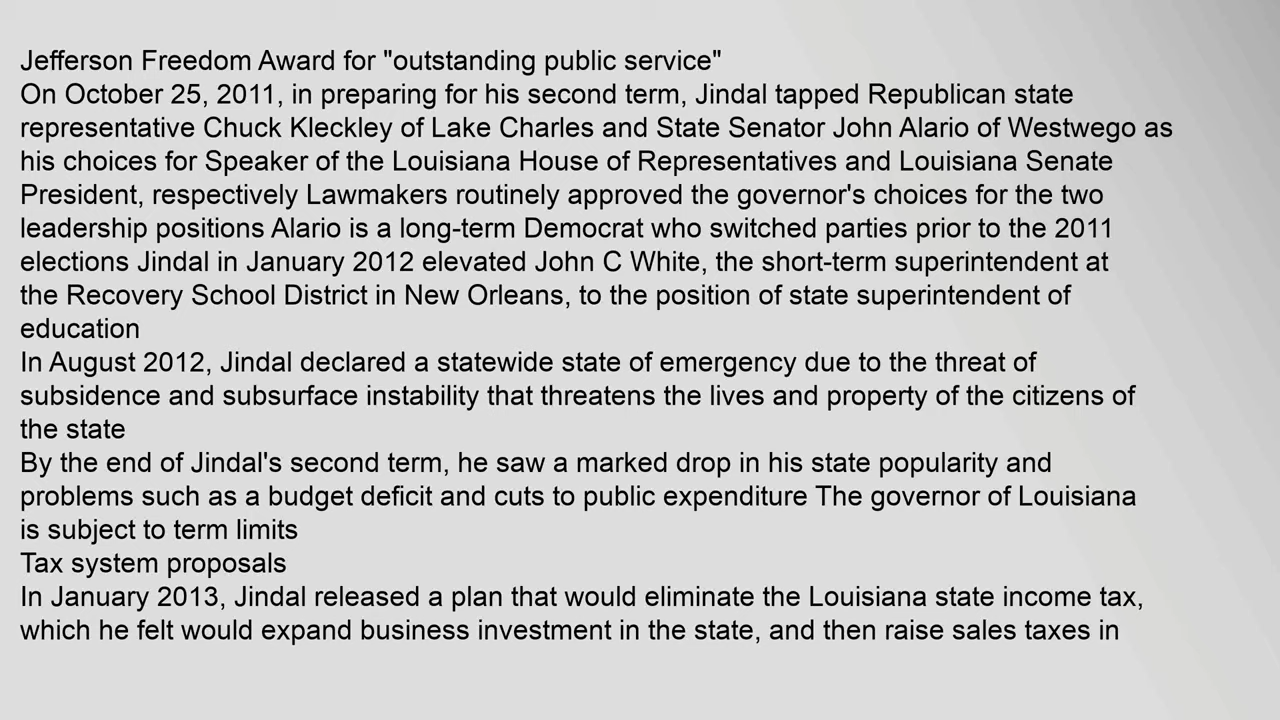 Jefferson Freedom Award for "outstanding public service"
On October 25, 2011, in preparing for his second term, Jindal tapped Republican state
representative Chuck Kleckley of Lake Charles and State Senator John Alario of Westwego as
his choices for Speaker of the Louisiana House of Representatives and Louisiana Senate
President, respectively Lawmakers routinely approved the governor's choices for the two
leadership positions Alario is a long-term Democrat who switched parties prior to the 2011
elections Jindal in January 2012 elevated John C White, the short-term superintendent at
the Recovery School District in New Orleans, to the position of state superintendent of
education
In August 2012, Jindal declared a statewide state of emergency due to the threat of
subsidence and subsurface instability that threatens the lives and property of the citizens of
the state
By the end of Jindal's second term, he saw a marked drop in his state popularity and
problems such as a budget deficit and cuts to public expenditure The governor of Louisiana
is subject to term limits
Tax system proposals
In January 2013, Jindal released a plan that would eliminate the Louisiana state income tax,
which he felt would expand business investment in the state, and then raise sales taxes in